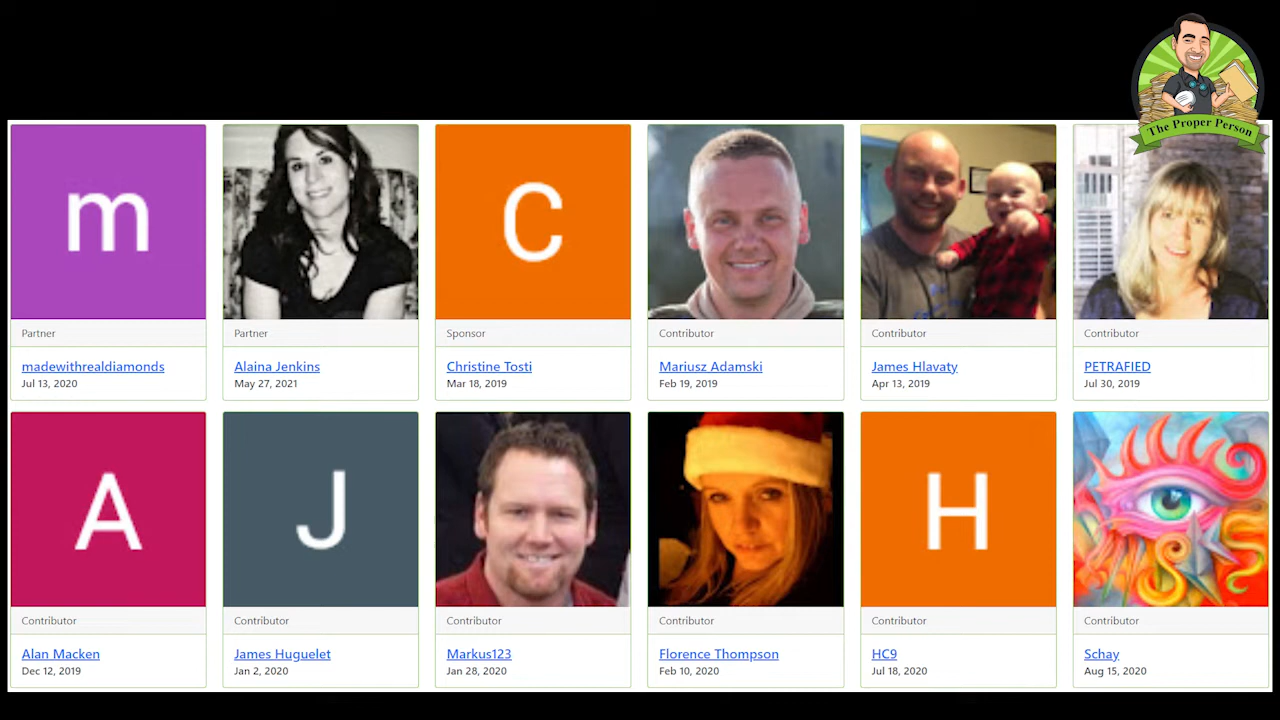 The Proper Person
m
C
Partner
Partner
Sponsor
Contributor
Contributor
Contributor
madewithrealdiamonds
Alaina Jenkins
Christine Tosti
Mariusz Adamski
James Hlavaty
PETRAFIED
Jul 13, 2020
May 27, 2021
Mar 18, 2019
Feb 19, 2019
Apr 13, 2019
Jul 30, 2019
A
J
H
Contributor
Contributor
Contributor
Contributor
Contributor
Contributor
Alan Macken
James Huguelet
Markus123
Florence Thompson
HC9
Schay
Dec 12, 2019
Jan 2, 2020
Jan 28, 2020
Feb 10, 2020
Jul 18, 2020
Aug 15, 2020